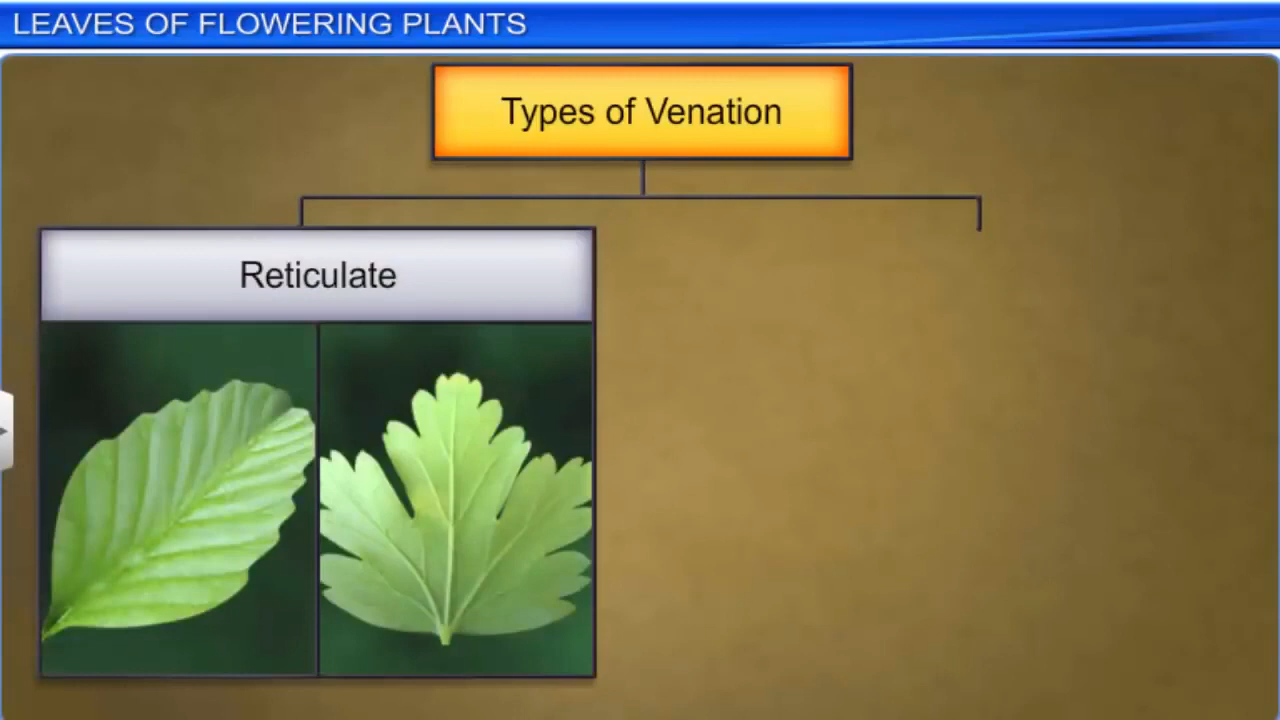 LEAVES OF FLOWERING PLANTS
Types of Venation
Reticulate